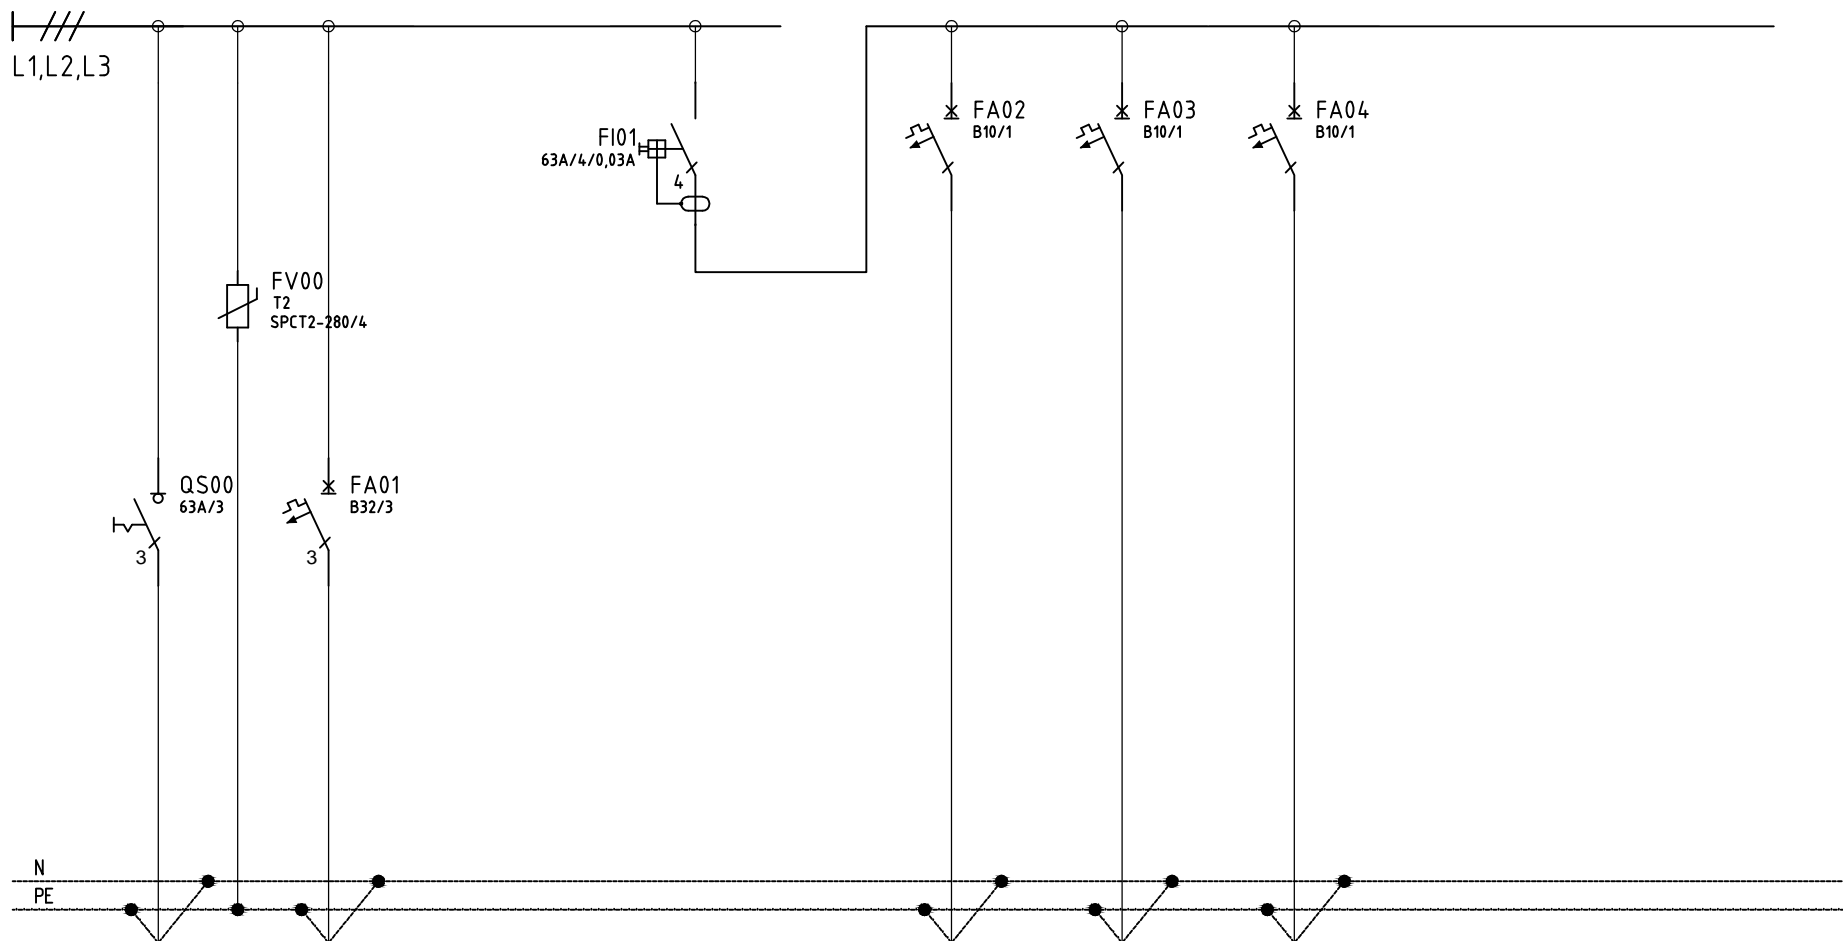 L1,L2,L3
FI01
63A/4/0,03A
4
FA02
B10/1
FA03
B10/1
FA04
B10/1
FV00
T2
SPCT2-280/4
QS00
63A/3
3
FA01
B32/3
3
N
PE